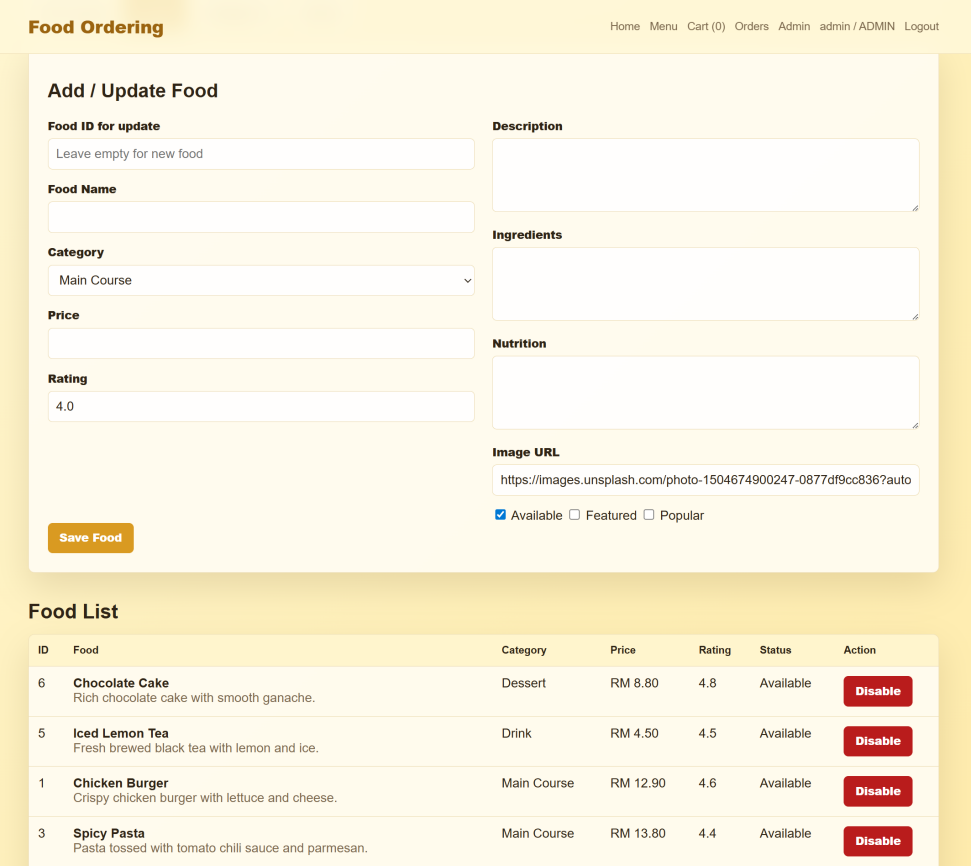 Food Ordering
Home Menu Cart (0) Orders Admin admin / ADMIN Logout
Add / Update Food
Food ID for update
Leave empty for new food
Food Name
Category
Main Course
Price
Rating
4.0
Description
Ingredients
Nutrition
Image URL
https://images.unsplash.com/photo-1504674900247-0877df9cc836?auto
Available Featured Popular
Save Food
Food List
ID Food Category Price Rating Status Action
6 Chocolate Cake Dessert RM 8.80 4.8 Available Disable
Rich chocolate cake with smooth ganache.
5 Iced Lemon Tea Drink RM 4.50 4.5 Available Disable
Fresh brewed black tea with lemon and ice.
1 Chicken Burger Main Course RM 12.90 4.6 Available Disable
Crispy chicken burger with lettuce and cheese.
3 Spicy Pasta Main Course RM 13.80 4.4 Available Disable
Pasta tossed with tomato chili sauce and parmesan.